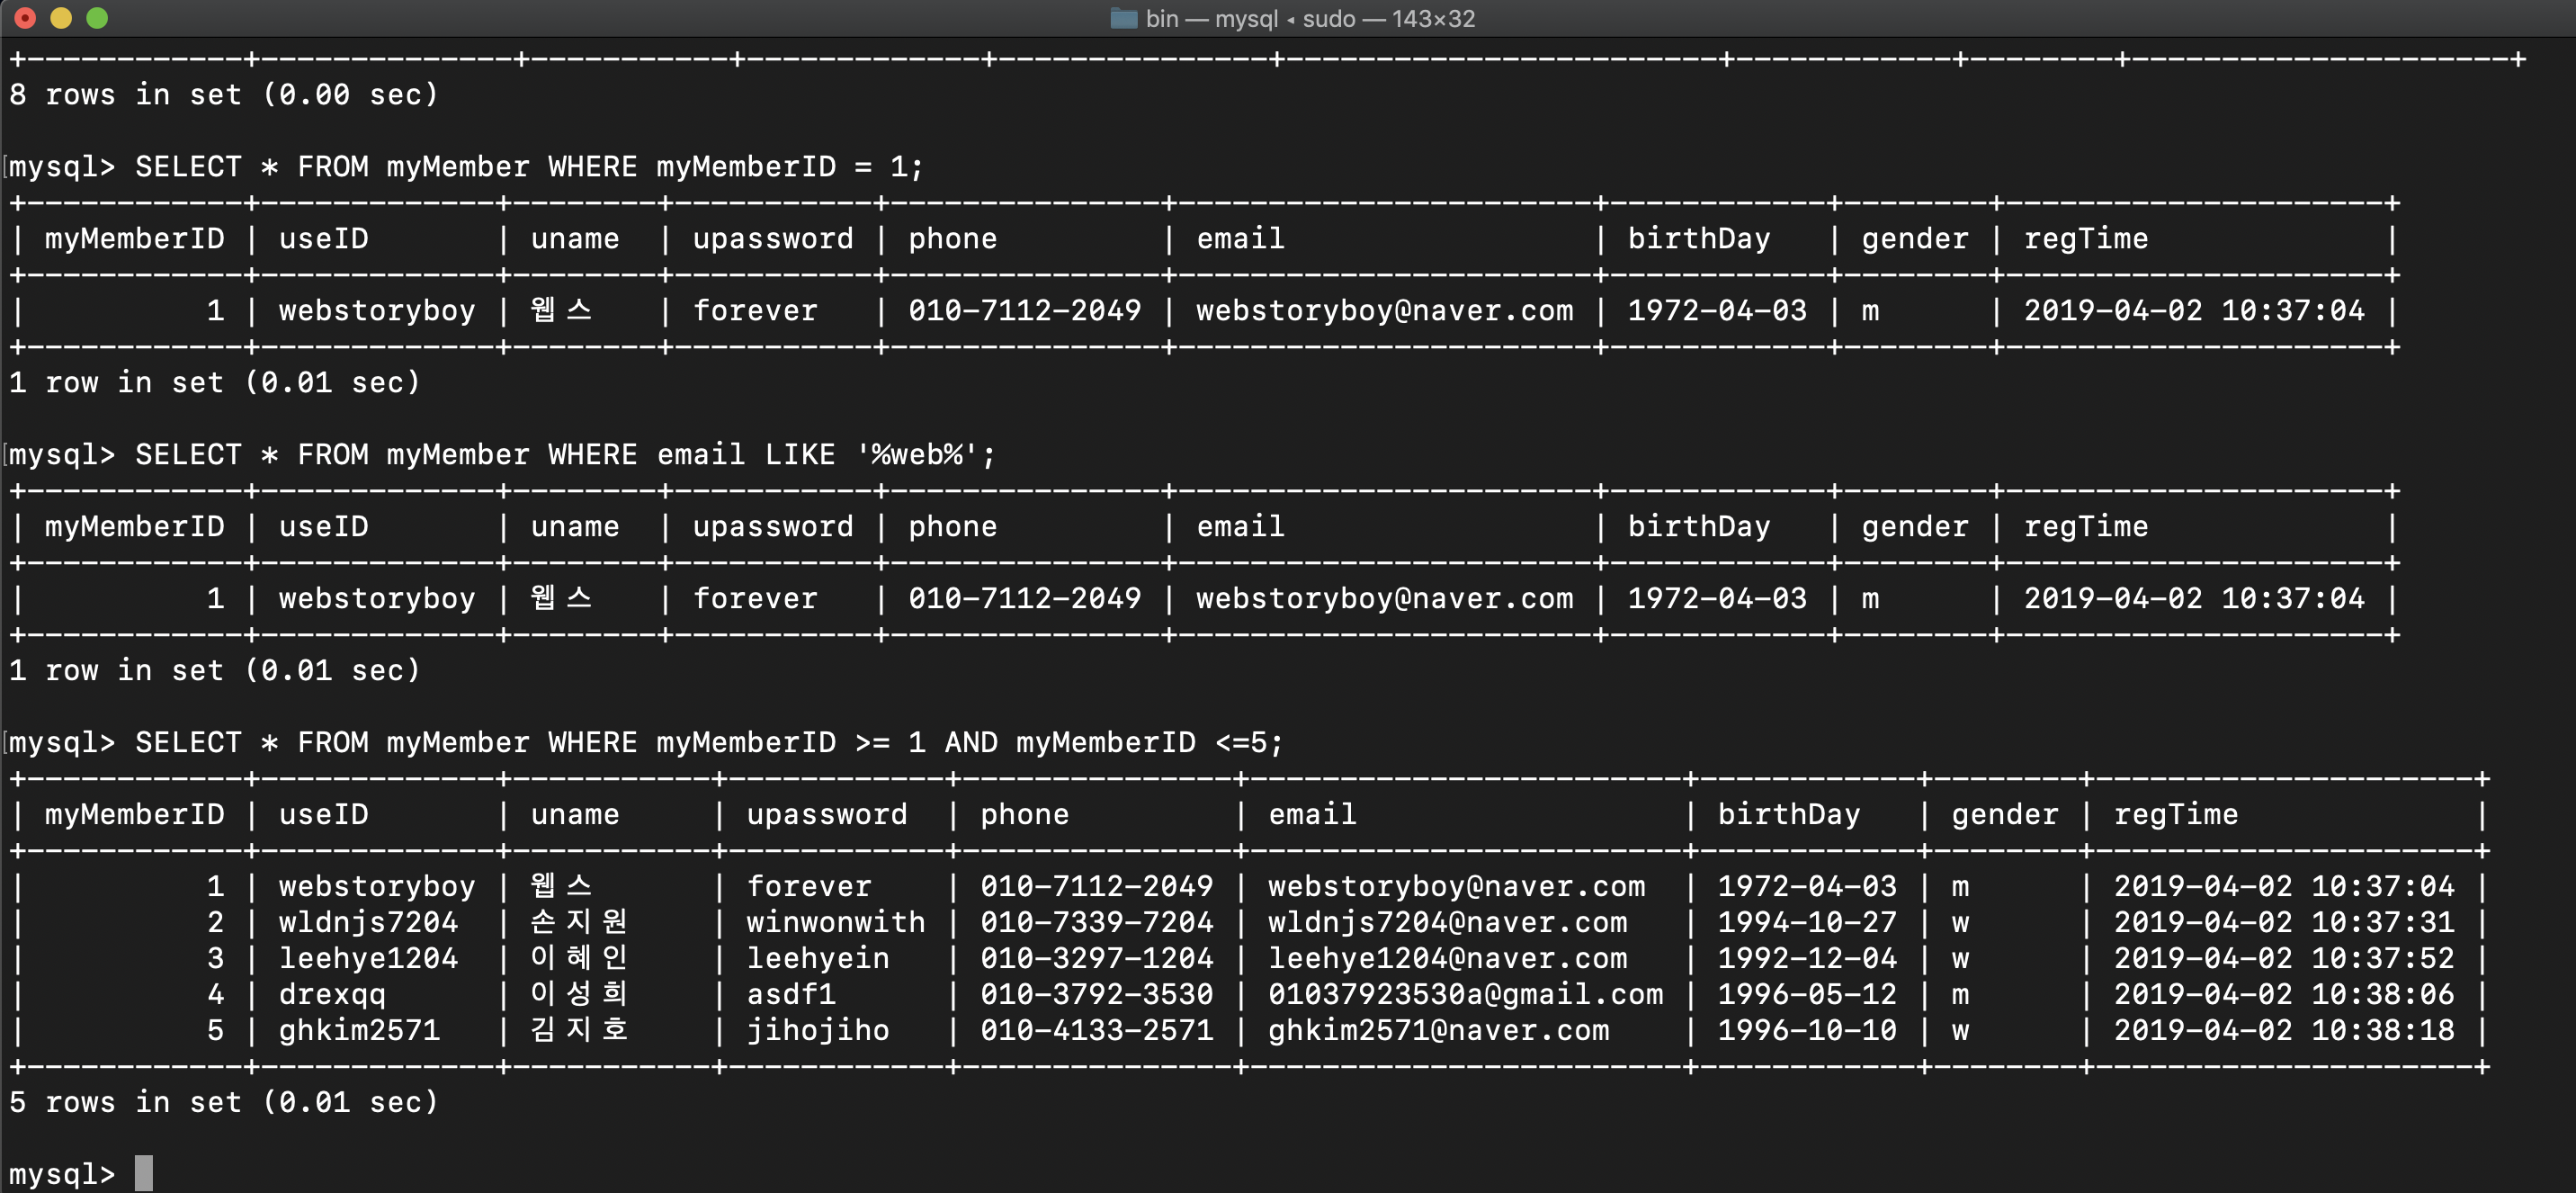 bin — mysql ◂ sudo — 143×32
+------------+--------------+-----------+-------------+---------------+------------------------+------------+--------+---------------------+
8 rows in set (0.00 sec)
mysql> SELECT * FROM myMember WHERE myMemberID = 1;
+------------+-------------+--------+-----------+---------------+-----------------------+------------+--------+---------------------+
| myMemberID | useID       | uname  | upassword | phone         | email                 | birthDay   | gender | regTime             |
+------------+-------------+--------+-----------+---------------+-----------------------+------------+--------+---------------------+
|          1 | webstoryboy | 웹스   | forever   | 010-7112-2049 | webstoryboy@naver.com | 1972-04-03 | m      | 2019-04-02 10:37:04 |
+------------+-------------+--------+-----------+---------------+-----------------------+------------+--------+---------------------+
1 row in set (0.01 sec)
mysql> SELECT * FROM myMember WHERE email LIKE '%web%';
+------------+-------------+--------+-----------+---------------+-----------------------+------------+--------+---------------------+
| myMemberID | useID       | uname  | upassword | phone         | email                 | birthDay   | gender | regTime             |
+------------+-------------+--------+-----------+---------------+-----------------------+------------+--------+---------------------+
|          1 | webstoryboy | 웹스   | forever   | 010-7112-2049 | webstoryboy@naver.com | 1972-04-03 | m      | 2019-04-02 10:37:04 |
+------------+-------------+--------+-----------+---------------+-----------------------+------------+--------+---------------------+
1 row in set (0.01 sec)
mysql> SELECT * FROM myMember WHERE myMemberID >= 1 AND myMemberID <=5;
+------------+-------------+-----------+------------+---------------+------------------------+------------+--------+---------------------+
| myMemberID | useID       | uname     | upassword  | phone         | email                  | birthDay   | gender | regTime             |
+------------+-------------+-----------+------------+---------------+------------------------+------------+--------+---------------------+
|          1 | webstoryboy | 웹스      | forever    | 010-7112-2049 | webstoryboy@naver.com  | 1972-04-03 | m      | 2019-04-02 10:37:04 |
|          2 | wldnjs7204  | 손지원    | winwonwith | 010-7339-7204 | wldnjs7204@naver.com   | 1994-10-27 | w      | 2019-04-02 10:37:31 |
|          3 | leehye1204  | 이혜인    | leehyein   | 010-3297-1204 | leehye1204@naver.com   | 1992-12-04 | w      | 2019-04-02 10:37:52 |
|          4 | drexqq      | 이성희    | asdf1      | 010-3792-3530 | 01037923530a@gmail.com | 1996-05-12 | m      | 2019-04-02 10:38:06 |
|          5 | ghkim2571   | 김지호    | jihojiho   | 010-4133-2571 | ghkim2571@naver.com    | 1996-10-10 | w      | 2019-04-02 10:38:18 |
+------------+-------------+-----------+------------+---------------+------------------------+------------+--------+---------------------+
5 rows in set (0.01 sec)
mysql>